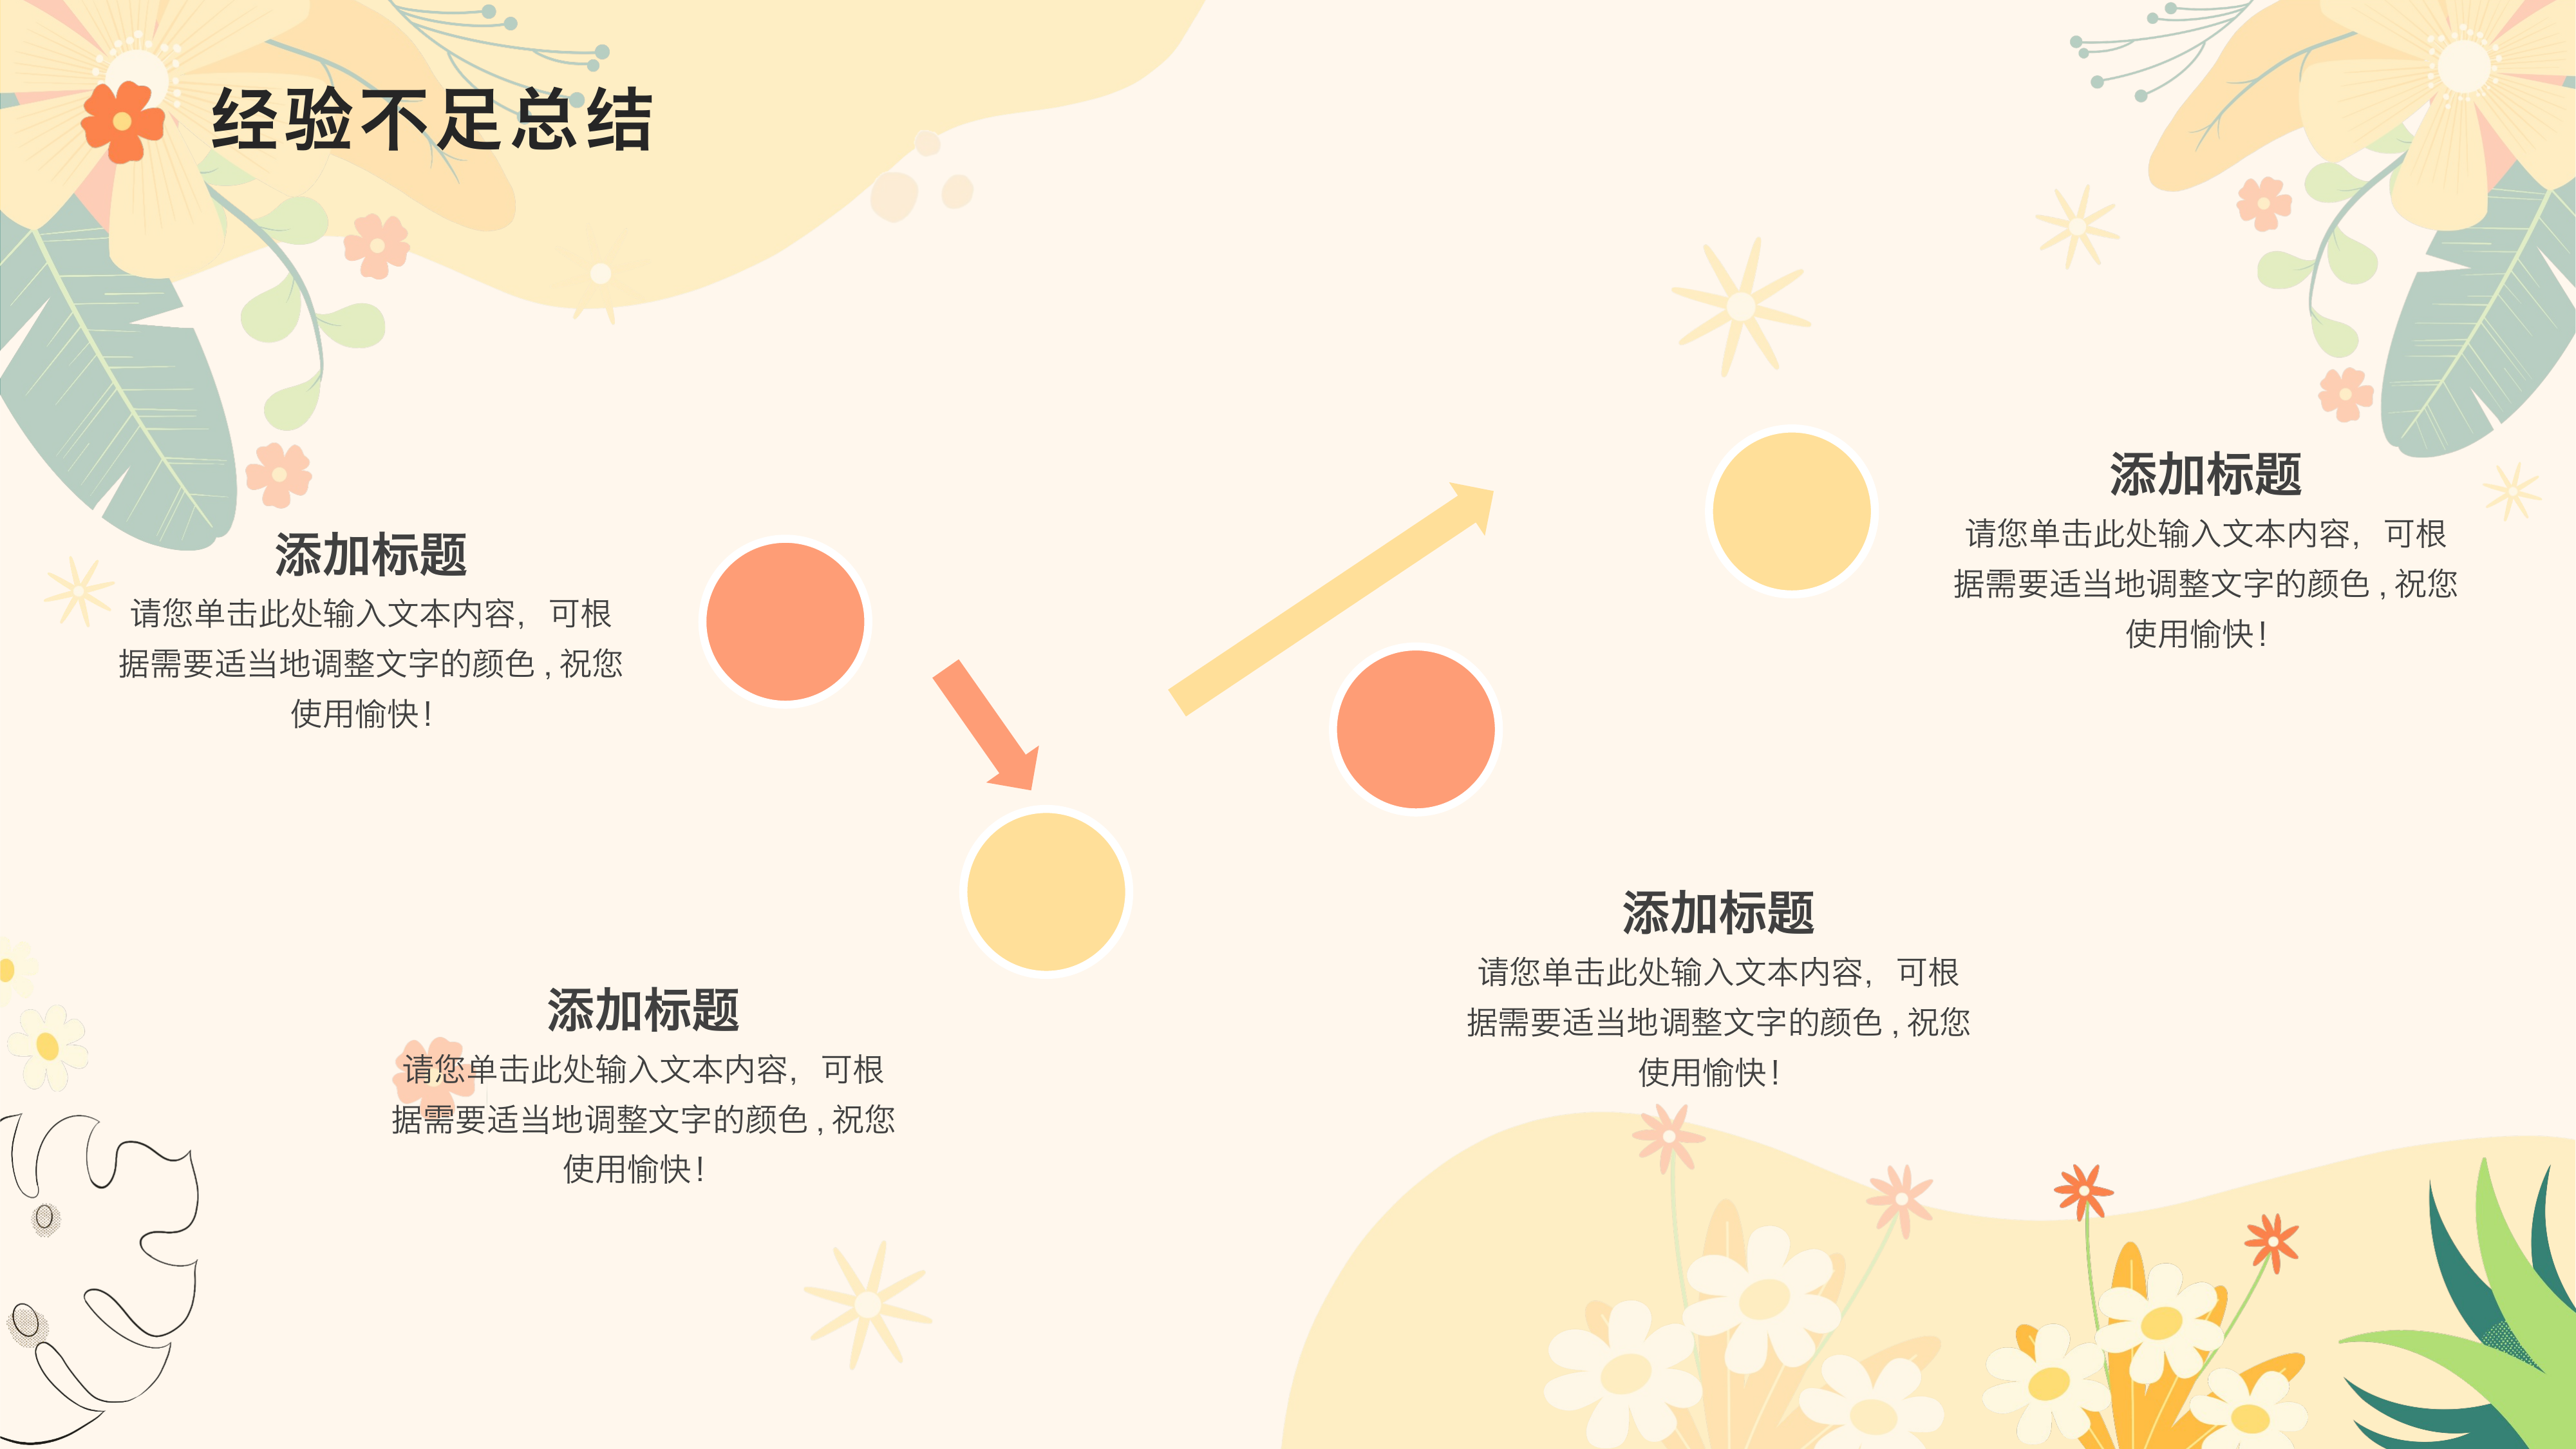 经验不足总结
添加标题
请您单击此处输入文本内容，可根
据需要适当地调整文字的颜色,祝您
使用愉快！
添加标题
请您单击此处输入文本内容，可根
据需要适当地调整文字的颜色,祝您
使用愉快！
添加标题
请您单击此处输入文本内容，可根
据需要适当地调整文字的颜色,祝您
使用愉快！
添加标题
请您单击此处输入文本内容，可根
据需要适当地调整文字的颜色,祝您
使用愉快！